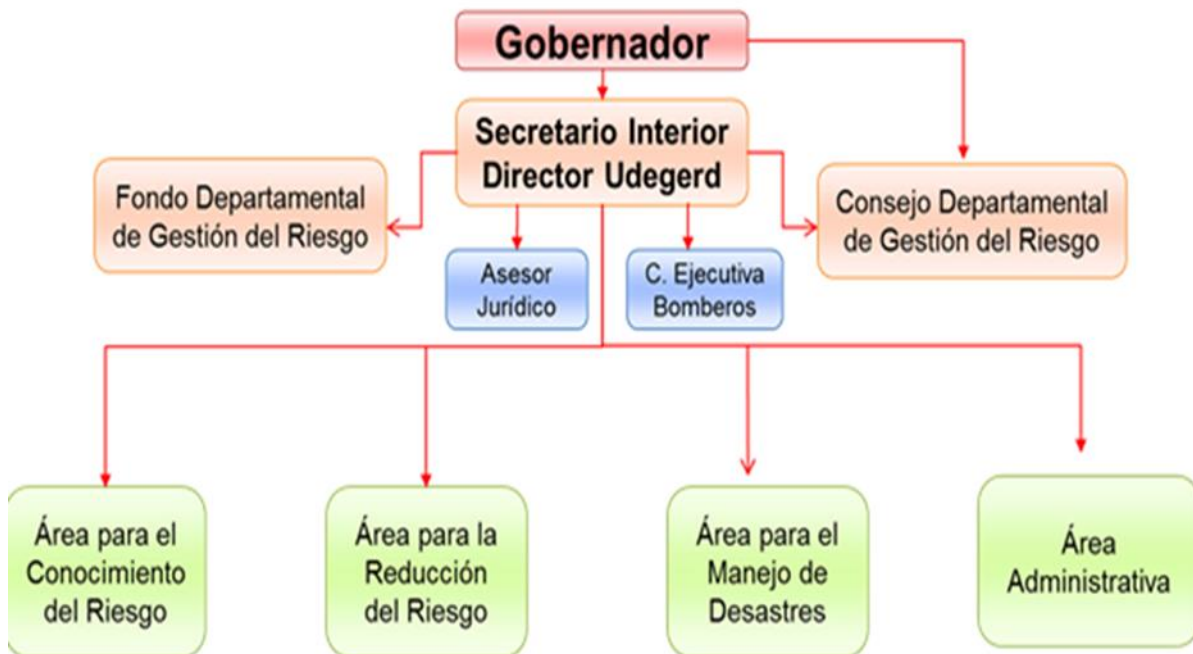 Gobernador
Secretario Interior
Director Udegerd
Fondo Departamental
de Gestión del Riesgo
Consejo Departamental
de Gestión del Riesgo
Asesor
Jurídico
C. Ejecutiva
Bomberos
Área para el
Conocimiento
del Riesgo
Área para la
Reducción
del Riesgo
Área para el
Manejo de
Desastres
Área
Administrativa